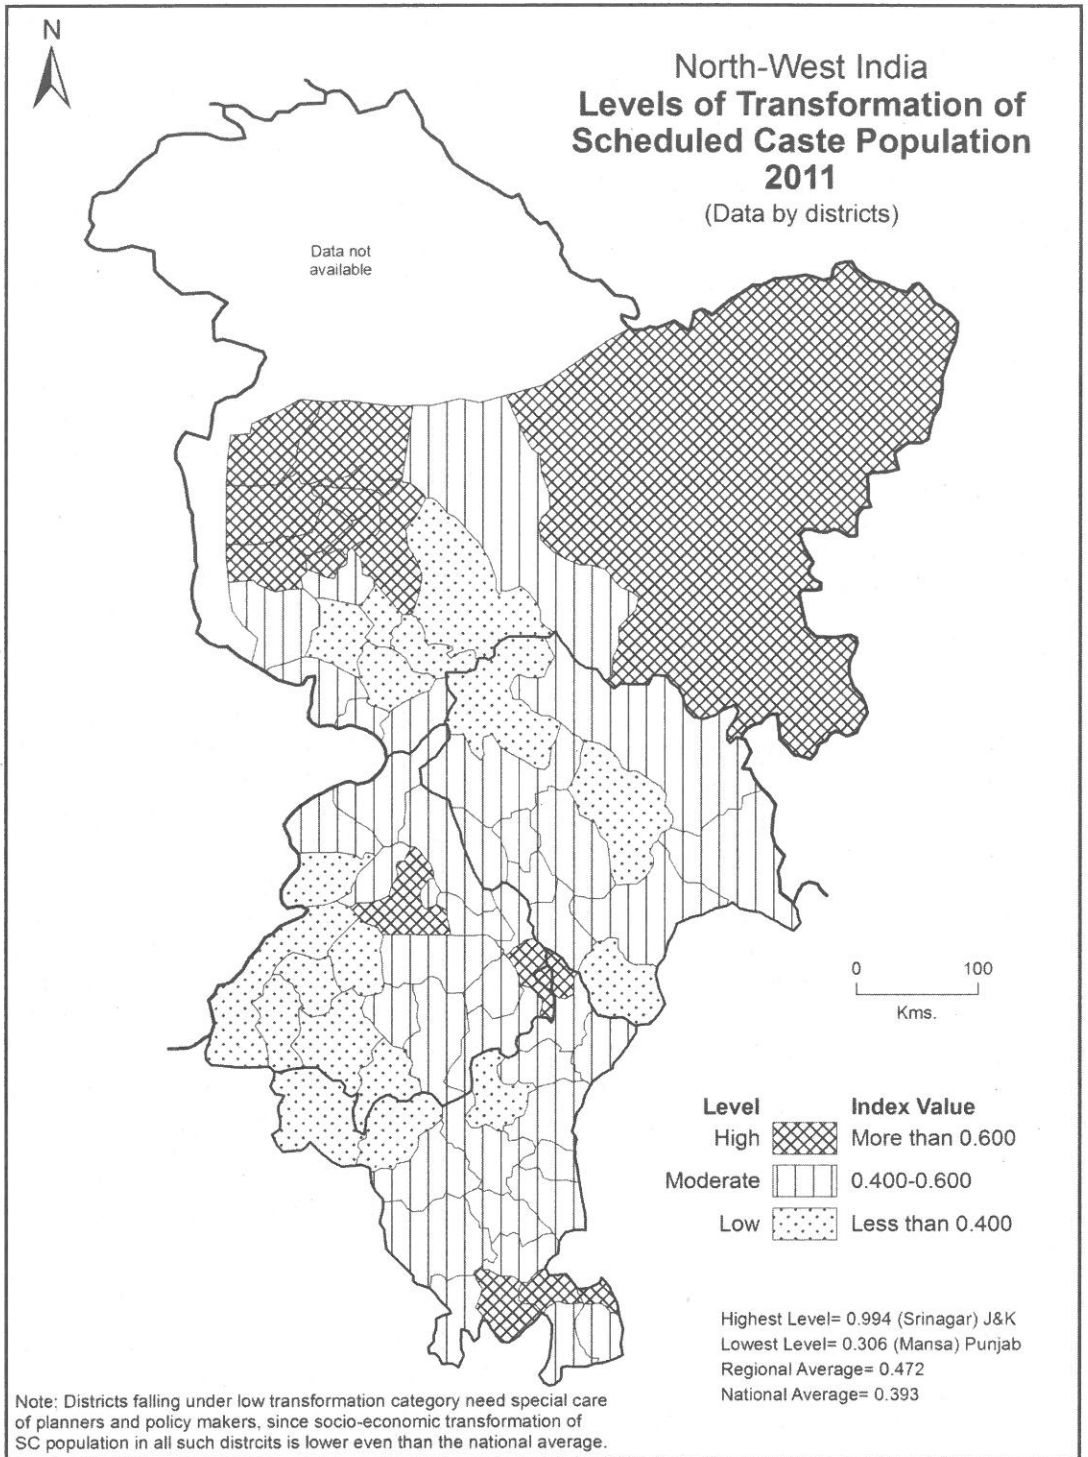 N
North-West India
Levels of Transformation of
Scheduled Caste Population
2011
(Data by districts)
Data not
available
0 100
Kms.
Level Index Value
High More than 0.600
Moderate 0.400-0.600
Low Less than 0.400
Highest Level= 0.994 (Srinagar) J&K
Lowest Level= 0.306 (Mansa) Punjab
Regional Average= 0.472
National Average= 0.393
Note: Districts falling under low transformation category need special care
of planners and policy makers, since socio-economic transformation of
SC population in all such distrcits is lower even than the national average.